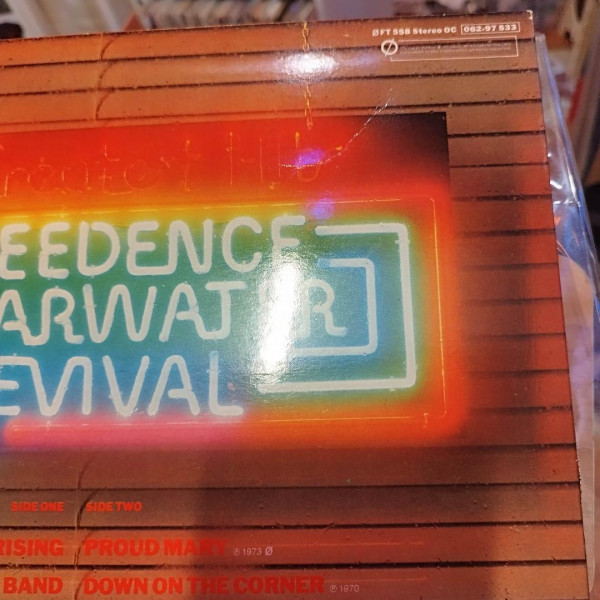 ØFT 558 Stereo OC 062-97 533
Greatest Hits
EEDENCE
ARWATER
EVIVAL
SIDE ONE SIDE TWO
RISING PROUD MARY ℗ 1973 Ø
BAND DOWN ON THE CORNER ℗ 1970